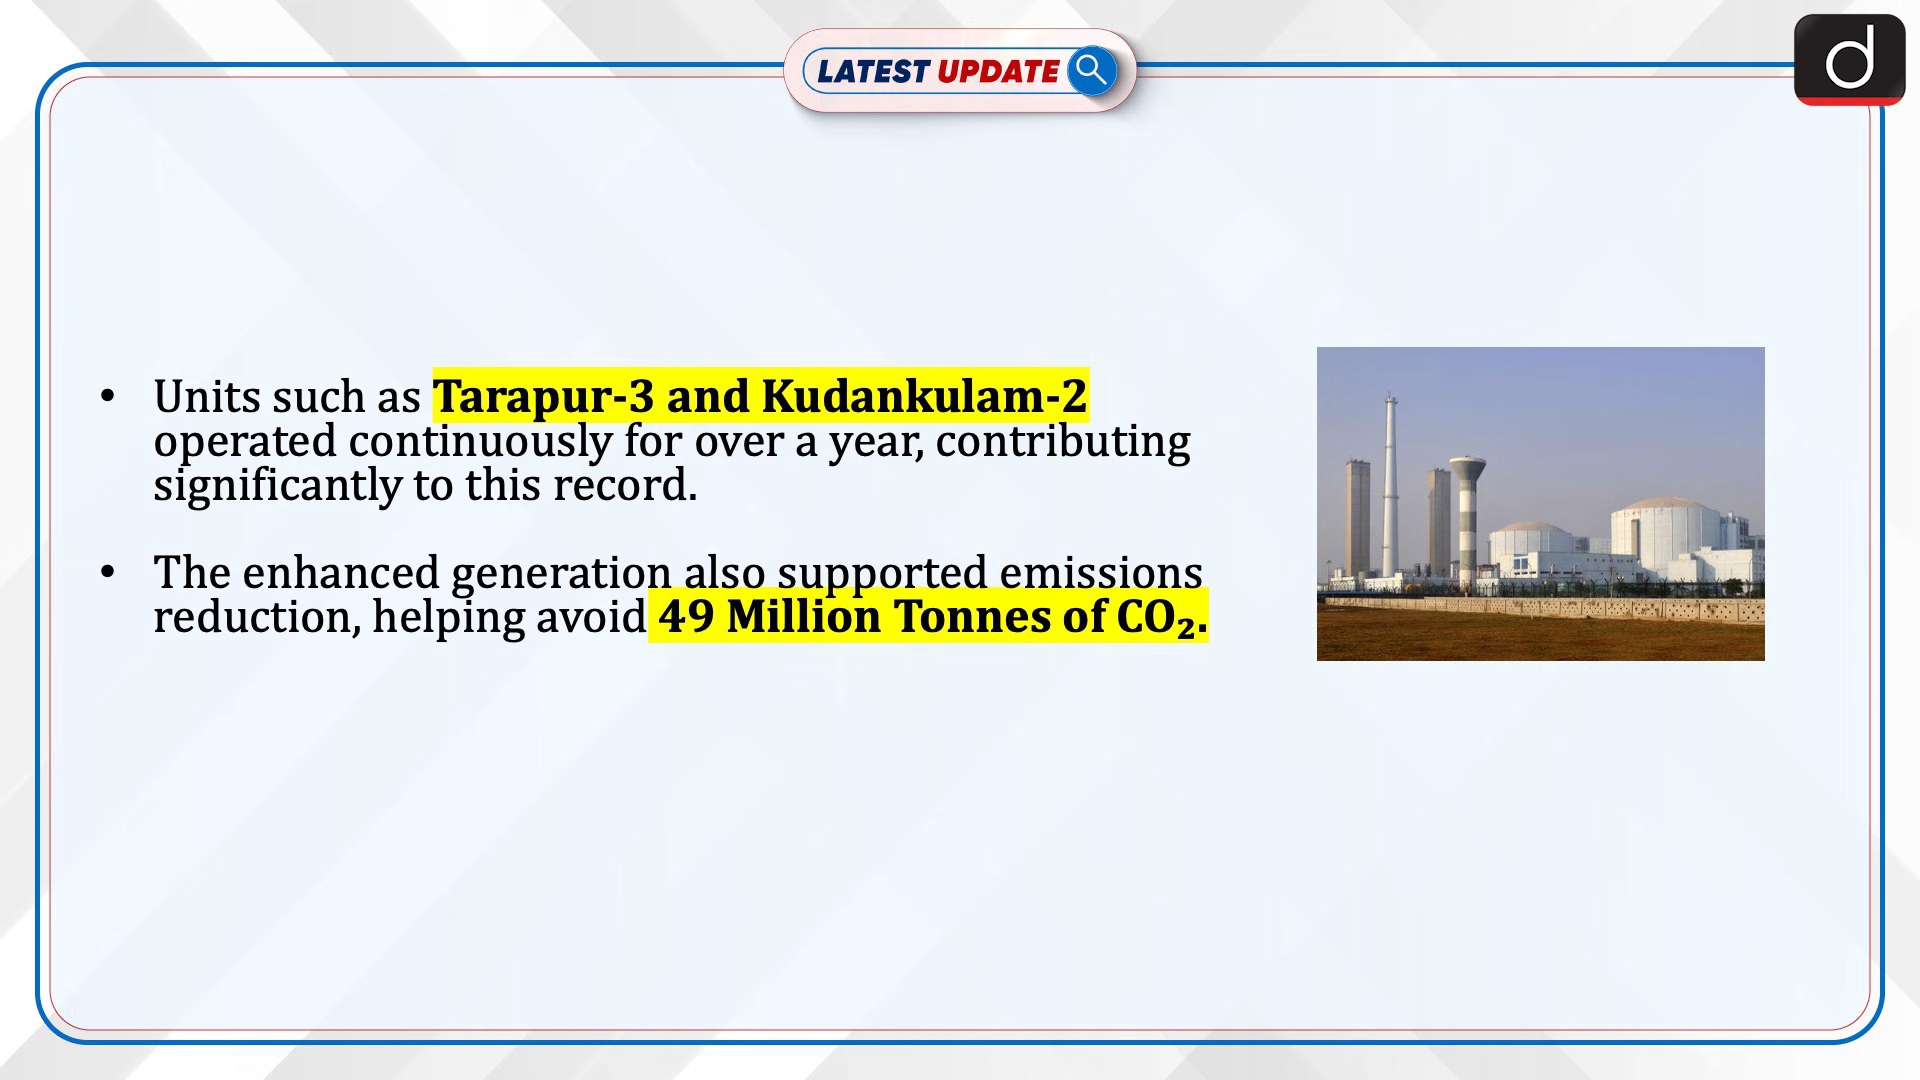 LATEST UPDATE
d
• Units such as Tarapur-3 and Kudankulam-2
operated continuously for over a year, contributing
significantly to this record.
• The enhanced generation also supported emissions
reduction, helping avoid 49 Million Tonnes of CO₂.